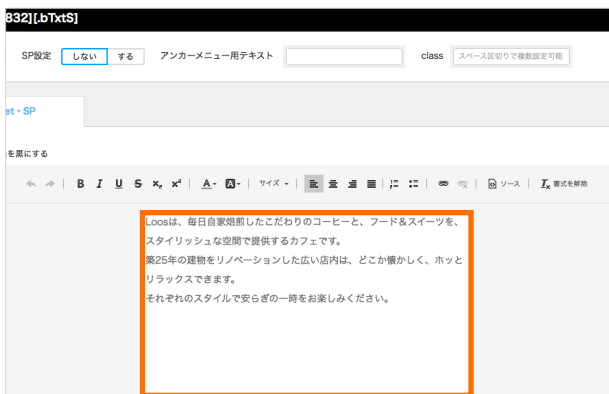 832][.bTxtS]
SP設定 しない する アンカーメニュー用テキスト class スペース区切りで複数設定可能
et・SP
を黒にする
B I U S x₂ x² A A サイズ ソース Tx 書式を解除
Loosは、毎日自家焙煎したこだわりのコーヒーと、フード＆スイーツを、
スタイリッシュな空間で提供するカフェです。
築25年の建物をリノベーションした広い店内は、どこか懐かしく、ホッと
リラックスできます。
それぞれのスタイルで安らぎの一時をお楽しみください。